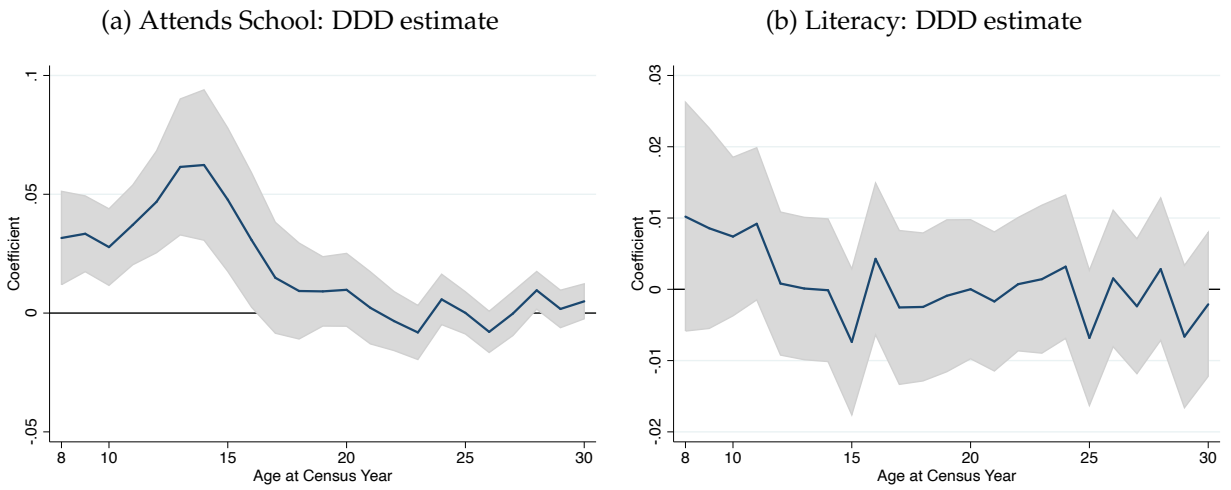 (a) Attends School: DDD estimate
.1
.05
0
-.05
Coefficient
8 10 15 20 25 30
Age at Census Year
(b) Literacy: DDD estimate
.03
.02
.01
0
-.01
-.02
Coefficient
8 10 15 20 25 30
Age at Census Year